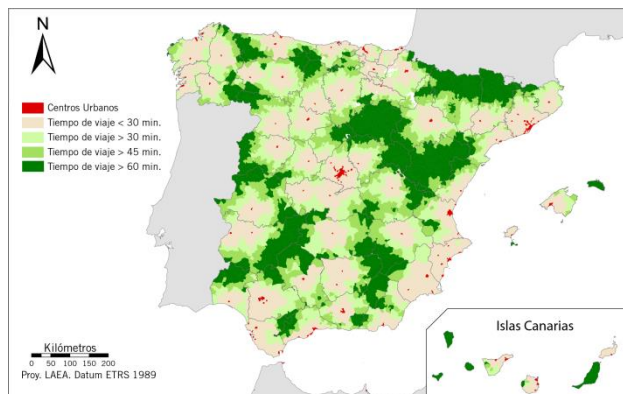 N
Centros Urbanos
Tiempo de viaje < 30 min.
Tiempo de viaje > 30 min.
Tiempo de viaje > 45 min.
Tiempo de viaje > 60 min.
Kilómetros
0 50 100 150 200
Proy. LAEA. Datum ETRS 1989
Islas Canarias